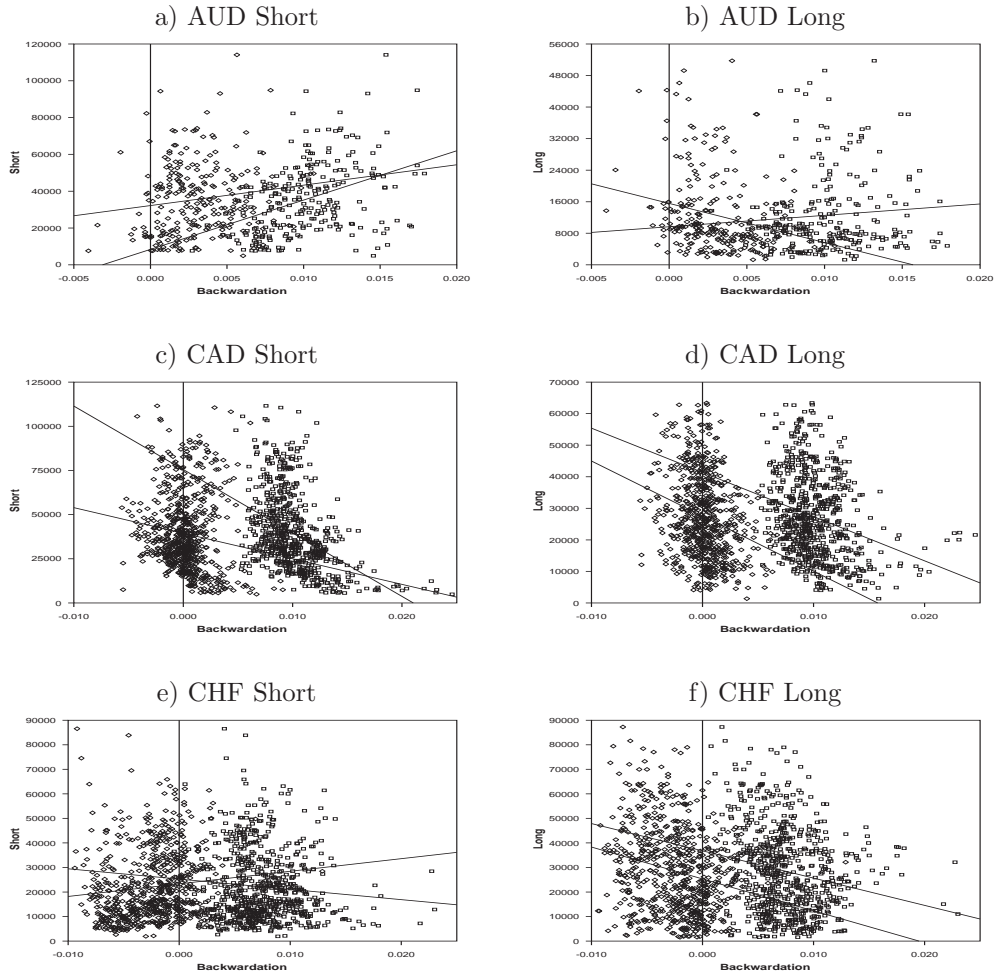 a) AUD Short
b) AUD Long
120000
100000
80000
60000
40000
20000
0
Short
-0.005 0.000 0.005 0.010 0.015 0.020
Backwardation
56000
48000
40000
32000
24000
16000
8000
0
Long
-0.005 0.000 0.005 0.010 0.015 0.020
Backwardation
c) CAD Short
d) CAD Long
125000
100000
75000
50000
25000
0
Short
-0.010 0.000 0.010 0.020
Backwardation
70000
60000
50000
40000
30000
20000
10000
0
Long
-0.010 0.000 0.010 0.020
Backwardation
e) CHF Short
f) CHF Long
90000
80000
70000
60000
50000
40000
30000
20000
10000
0
Short
-0.010 0.000 0.010 0.020
Backwardation
90000
80000
70000
60000
50000
40000
30000
20000
10000
0
Long
-0.010 0.000 0.010 0.020
Backwardation